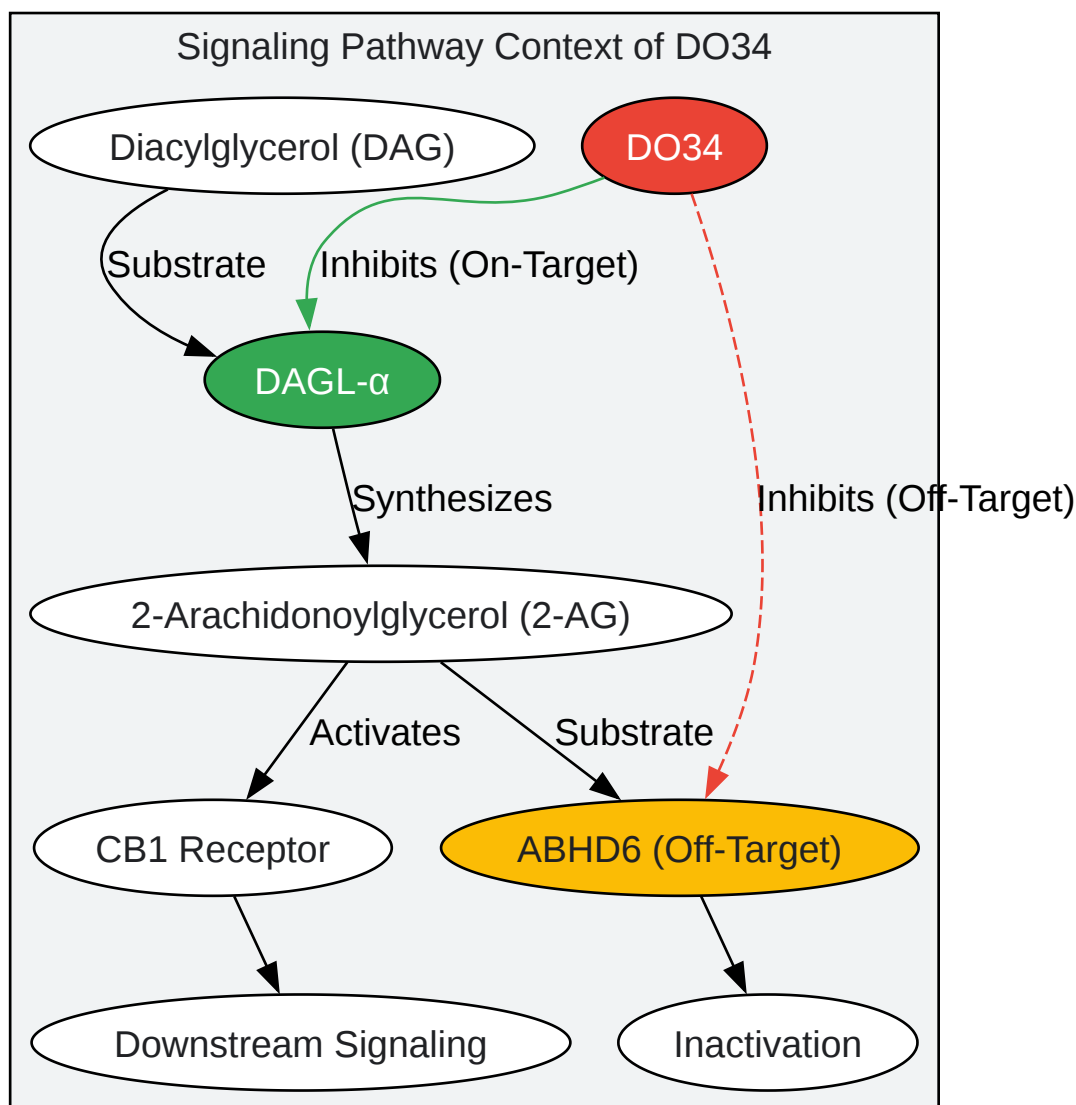 Signaling Pathway Context of DO34
Diacylglycerol (DAG)
DO34
Substrate
Inhibits (On-Target)
DAGL-α
Synthesizes
Inhibits (Off-Target)
2-Arachidonoylglycerol (2-AG)
Activates
Substrate
CB1 Receptor
ABHD6 (Off-Target)
Downstream Signaling
Inactivation